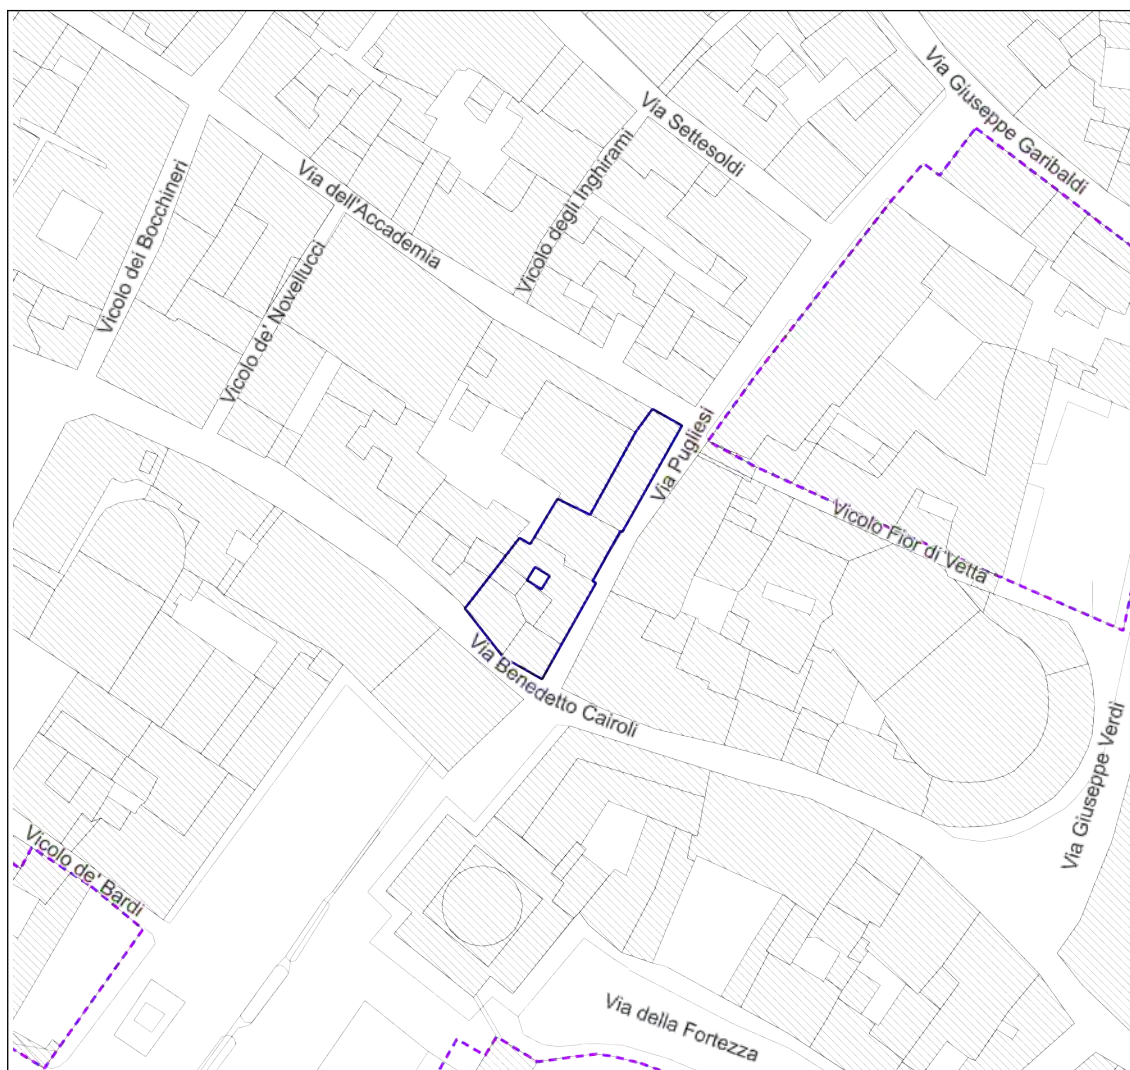 Via Giuseppe Garibaldi
Via Settesoldi
Vicolo degli Inghirami
Via dell'Accademia
Vicolo dei Bocchineri
Vicolo de' Novellucci
Via Pugliesi
Vicolo Fior di Vetta
Via Benedetto Cairoli
Via Giuseppe Verdi
Vicolo de' Bardi
Via della Fortezza